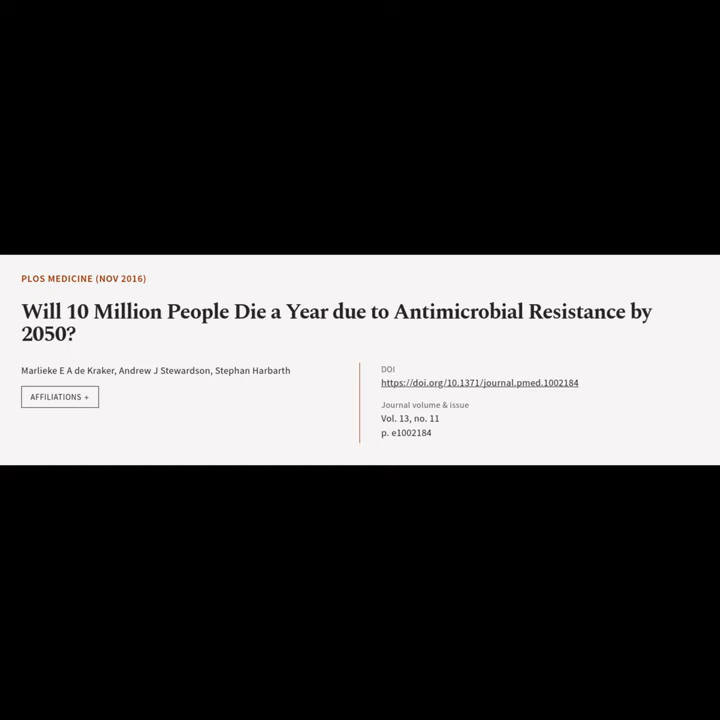 PLOS MEDICINE (NOV 2016)
Will 10 Million People Die a Year due to Antimicrobial Resistance by
2050?
Marlieke E A de Kraker, Andrew J Stewardson, Stephan Harbarth
AFFILIATIONS +
DOI
https://doi.org/10.1371/journal.pmed.1002184
Journal volume & issue
Vol. 13, no. 11
p. e1002184